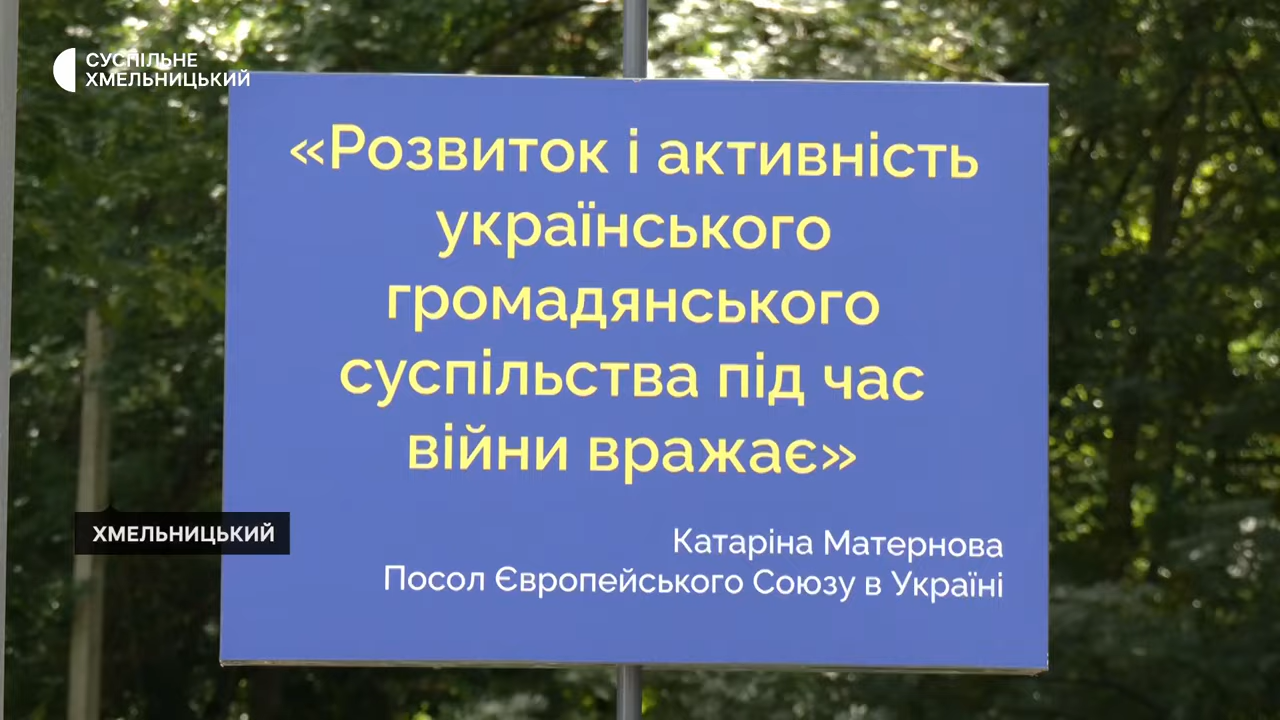 СУСПІЛЬНЕ
ХМЕЛЬНИЦЬКИЙ
«Розвиток і активність
українського
громадянського
суспільства під час
війни вражає»
ХМЕЛЬНИЦЬКИЙ
Катаріна Матернова
Посол Європейського Союзу в Україні